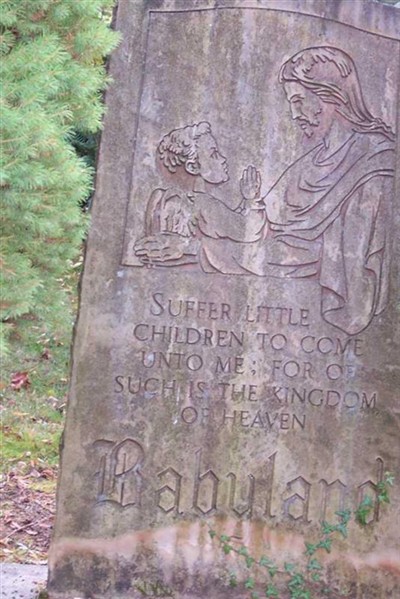 SUFFER LITTLE
CHILDREN TO COME
UNTO ME; FOR OF
SUCH IS THE KINGDOM
OF HEAVEN
Babyland